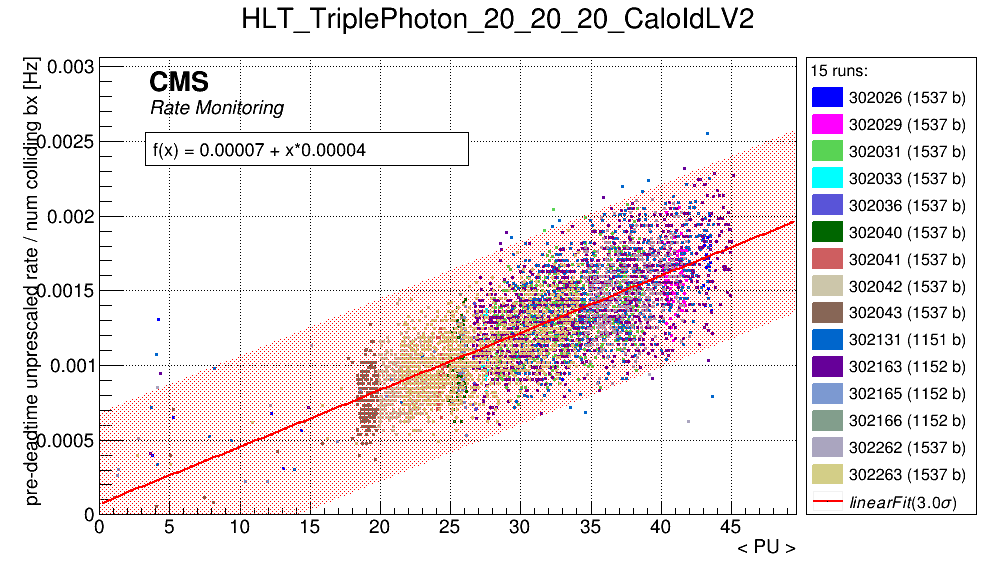 HLT_TriplePhoton_20_20_20_CaloIdLV2
pre-deadtime unprescaled rate / num colliding bx [Hz]
0.003
0.0025
0.002
0.0015
0.001
0.0005
0
CMS
Rate Monitoring
f(x) = 0.00007 + x*0.00004
0 5 10 15 20 25 30 35 40 45
< PU >
15 runs:
302026 (1537 b)
302029 (1537 b)
302031 (1537 b)
302033 (1537 b)
302036 (1537 b)
302040 (1537 b)
302041 (1537 b)
302042 (1537 b)
302043 (1537 b)
302131 (1151 b)
302163 (1152 b)
302165 (1152 b)
302166 (1152 b)
302262 (1537 b)
302263 (1537 b)
linearFit(3.0σ)